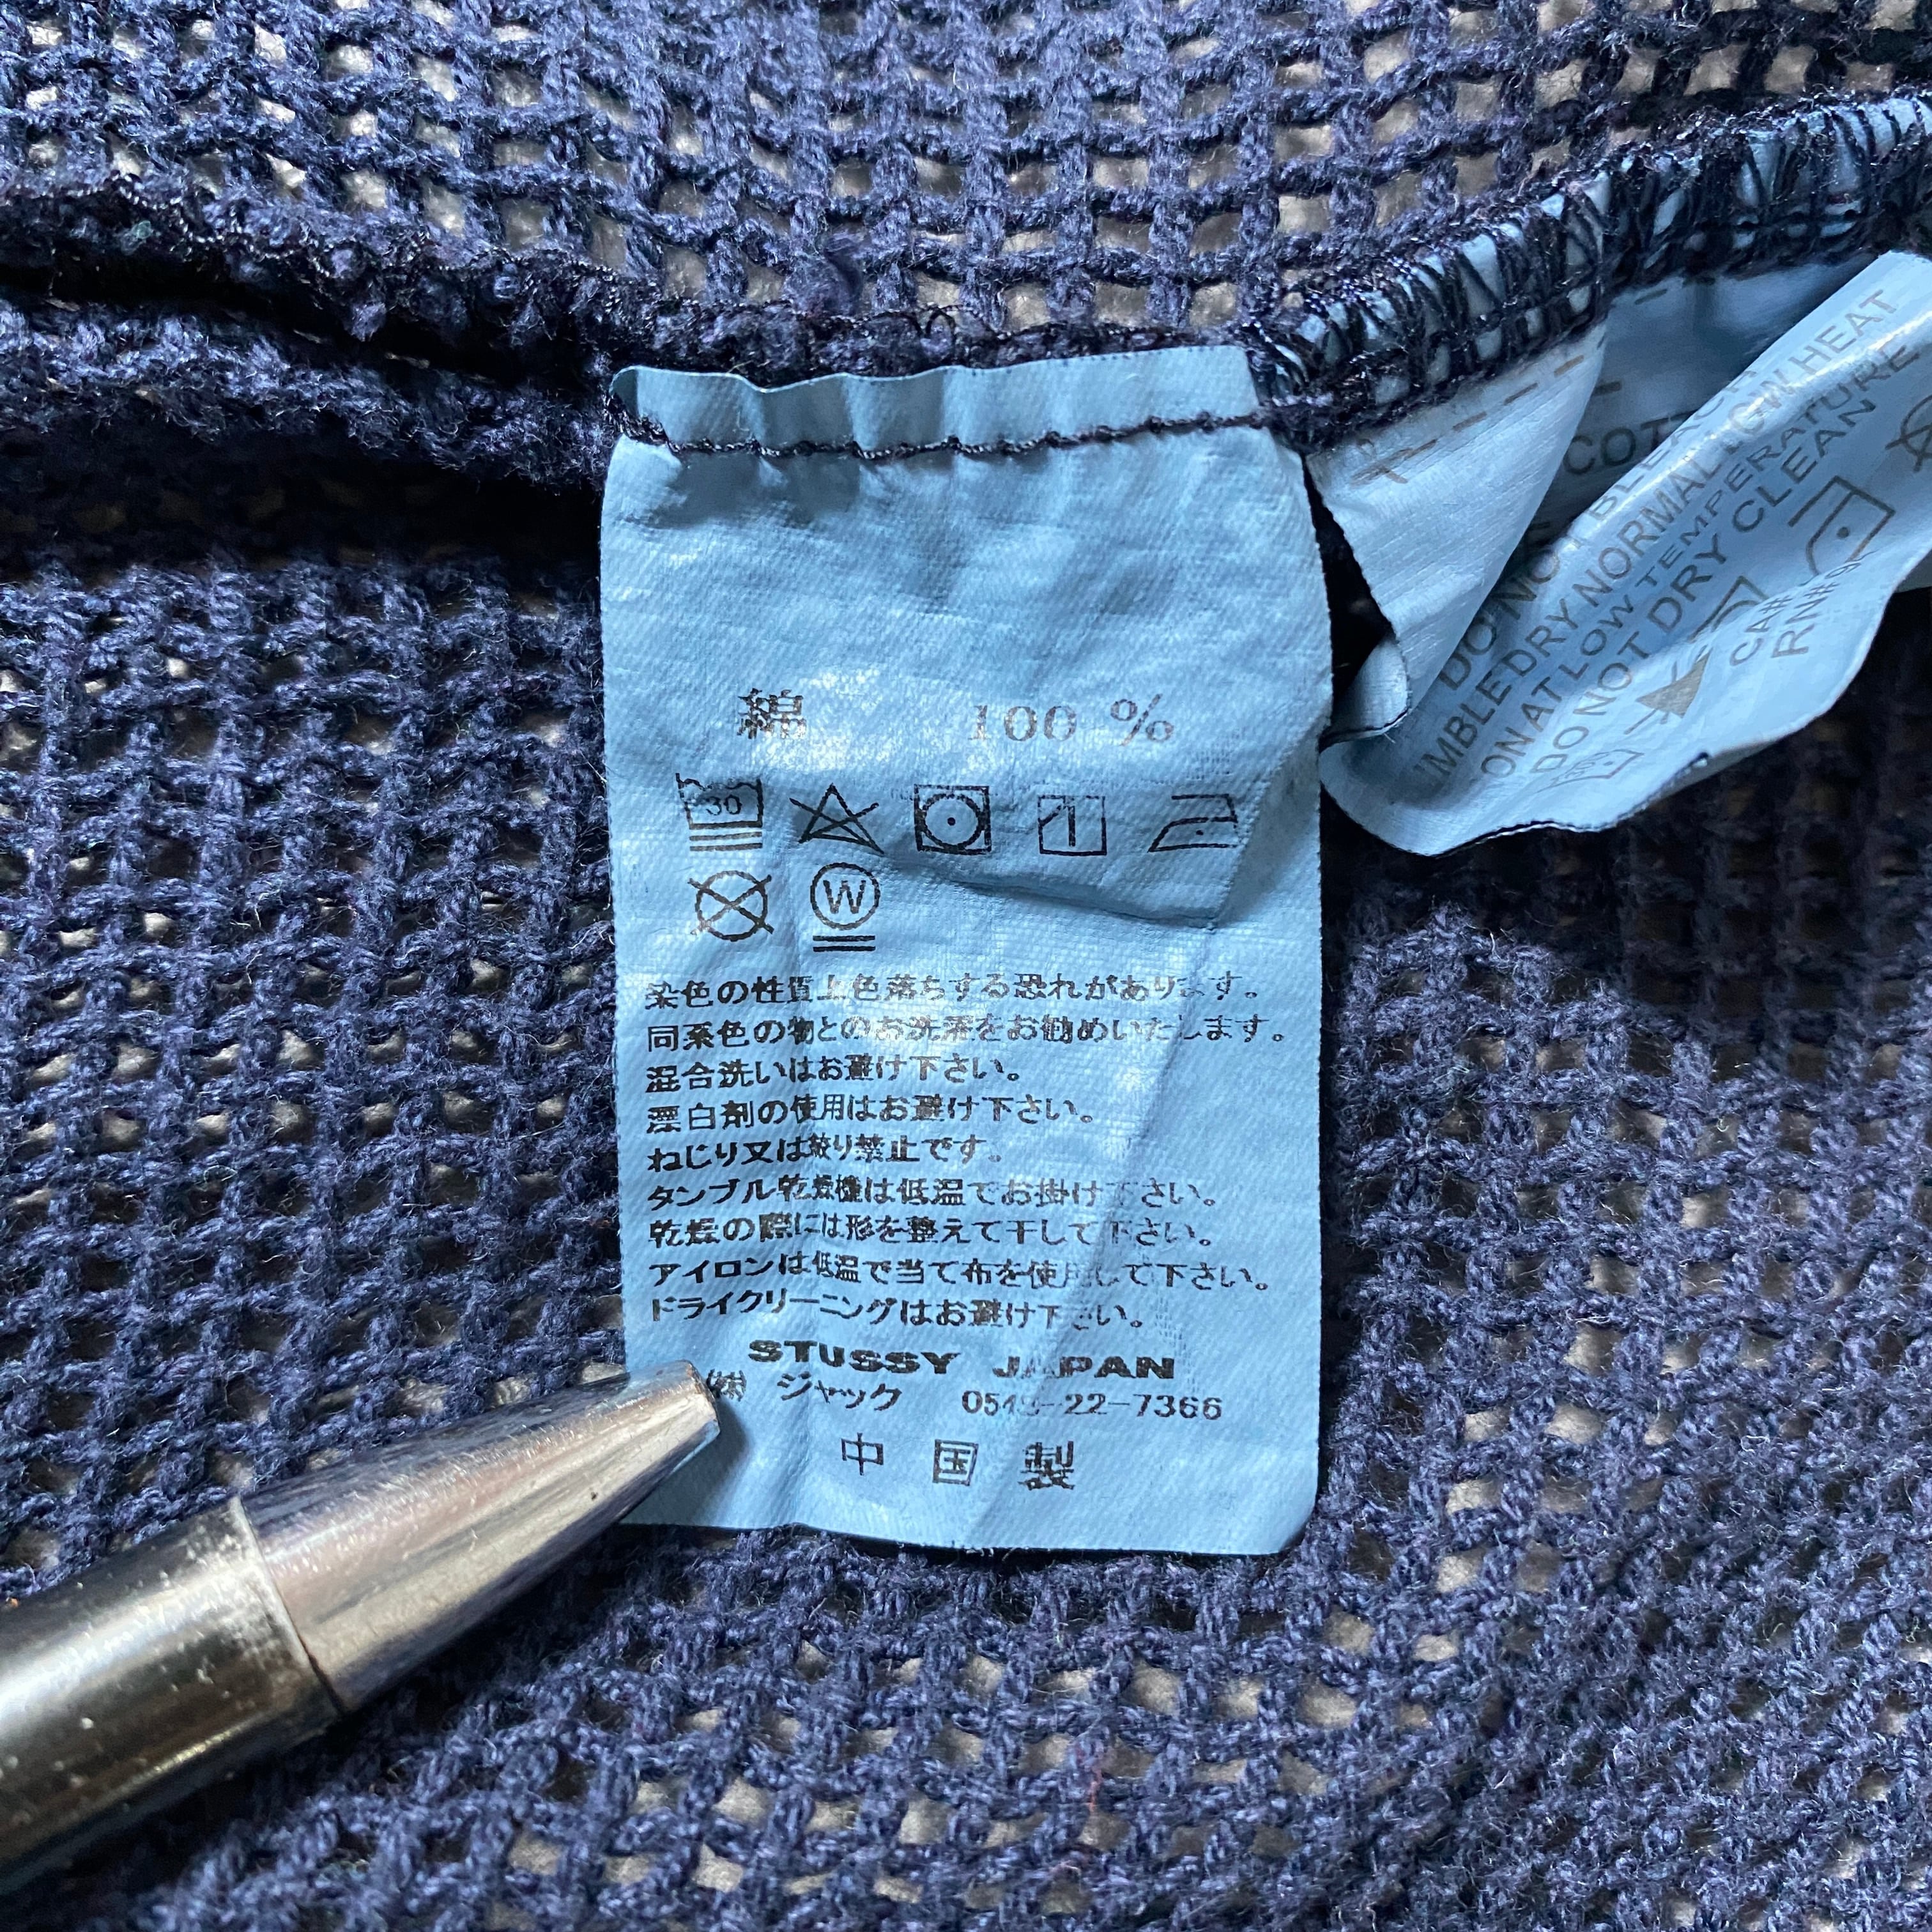 綿 100 %
30
W
染色の性質上色落ちする恐れがあります。
同系色の物とのお洗濯をお勧めいたします。
混合洗いはお避け下さい。
漂白剤の使用はお避け下さい。
ねじり又は絞り禁止です。
タンブル乾燥機は低温でお掛け下さい。
乾燥の際には形を整えて干して下さい。
アイロンは低温で当て布を使用して下さい。
ドライクリーニングはお避け下さい。
STUSSY JAPAN
(株) ジャック
中国製
COT
DO NOT BLEACH
MBLE DRY NORMAL LOW HEAT
ON AT LOW TEMPERATURE
DO NOT DRY CLEAN
CA#
RN#